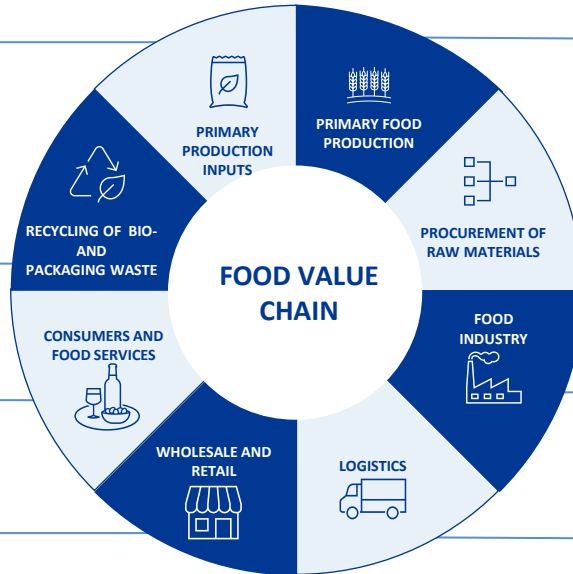 FOOD VALUE
CHAIN
PRIMARY FOOD
PRODUCTION
PROCUREMENT OF
RAW MATERIALS
FOOD
INDUSTRY
LOGISTICS
WHOLESALE AND
RETAIL
CONSUMERS AND
FOOD SERVICES
RECYCLING OF BIO-
AND
PACKAGING WASTE
PRIMARY
PRODUCTION
INPUTS